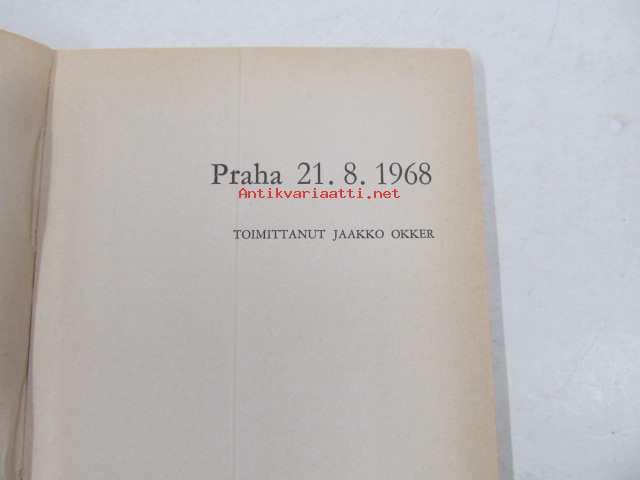 Praha 21. 8. 1968
Antikvariaatti.net
TOIMITTANUT JAAKKO OKKER